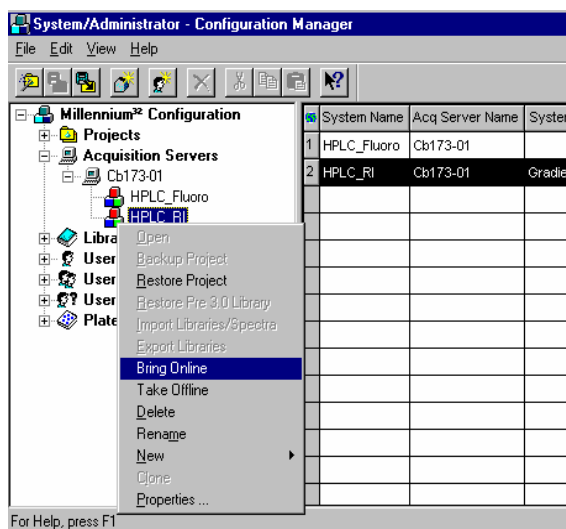 System/Administrator - Configuration Manager
File Edit View Help
Millennium³² Configuration
Projects
Acquisition Servers
Cb173-01
HPLC_Fluoro
HPLC_RI
Libra
User
User
User
Plate
Open
Backup Project
Restore Project
Restore Pre 3.0 Library
Import Libraries/Spectra
Export Libraries
Bring Online
Take Offline
Delete
Rename
New
Clone
Properties ...
System Name Acq Server Name System
1 HPLC_Fluoro Cb173-01
2 HPLC_RI Cb173-01 Gradie
For Help, press F1